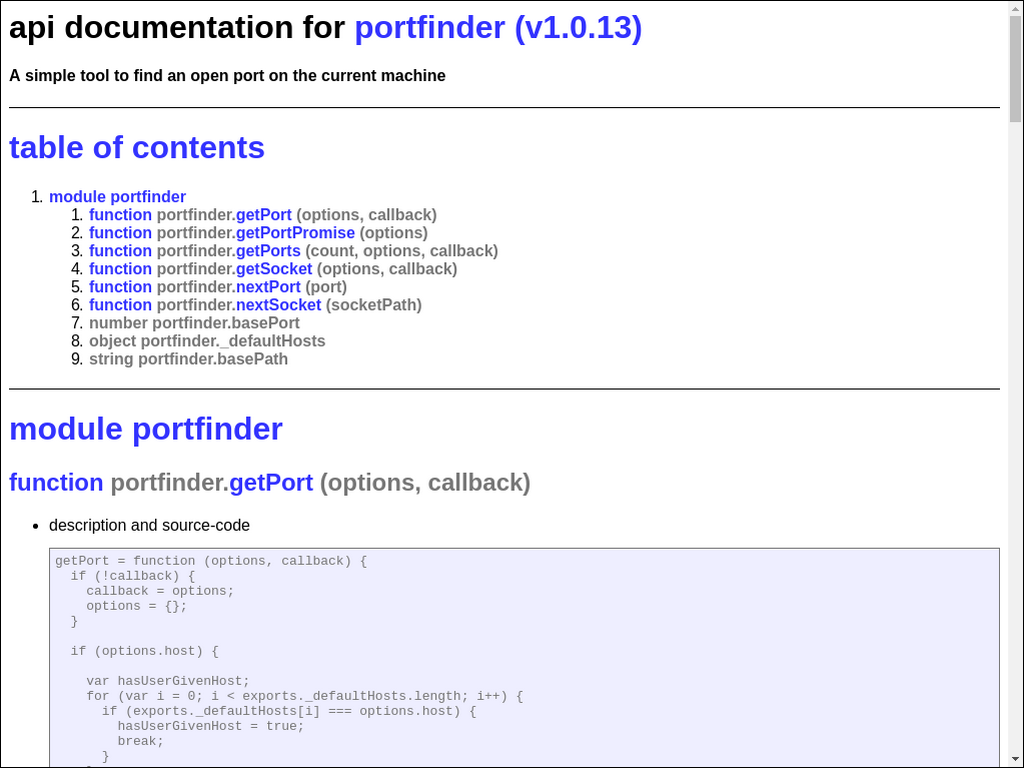 api documentation for portfinder (v1.0.13)
A simple tool to find an open port on the current machine
table of contents
1. module portfinder
1. function portfinder.getPort (options, callback)
2. function portfinder.getPortPromise (options)
3. function portfinder.getPorts (count, options, callback)
4. function portfinder.getSocket (options, callback)
5. function portfinder.nextPort (port)
6. function portfinder.nextSocket (socketPath)
7. number portfinder.basePort
8. object portfinder._defaultHosts
9. string portfinder.basePath
module portfinder
function portfinder.getPort (options, callback)
• description and source-code
getPort = function (options, callback) {
  if (!callback) {
    callback = options;
    options = {};
  }
  if (options.host) {
    var hasUserGivenHost;
    for (var i = 0; i < exports._defaultHosts.length; i++) {
      if (exports._defaultHosts[i] === options.host) {
        hasUserGivenHost = true;
        break;
      }